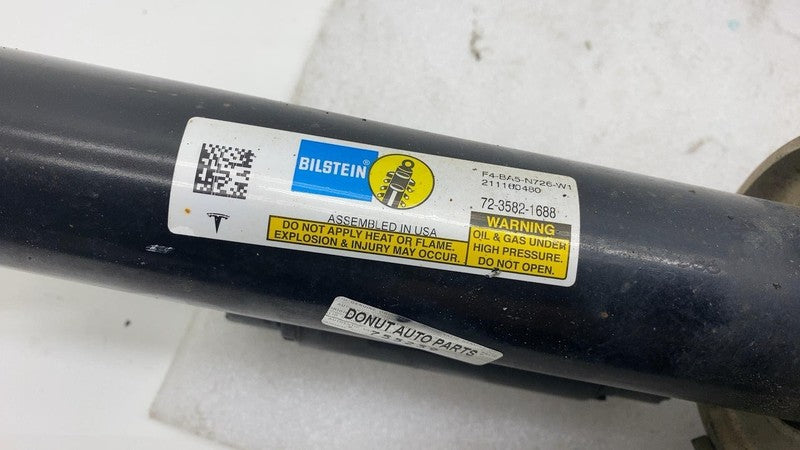 BILSTEIN®
F4-BA5-N726-W1
211180480
72-3582-1688
ASSEMBLED IN USA
DO NOT APPLY HEAT OR FLAME.
EXPLOSION & INJURY MAY OCCUR.
WARNING
OIL & GAS UNDER
HIGH PRESSURE.
DO NOT OPEN.
DONUT AUTO PARTS